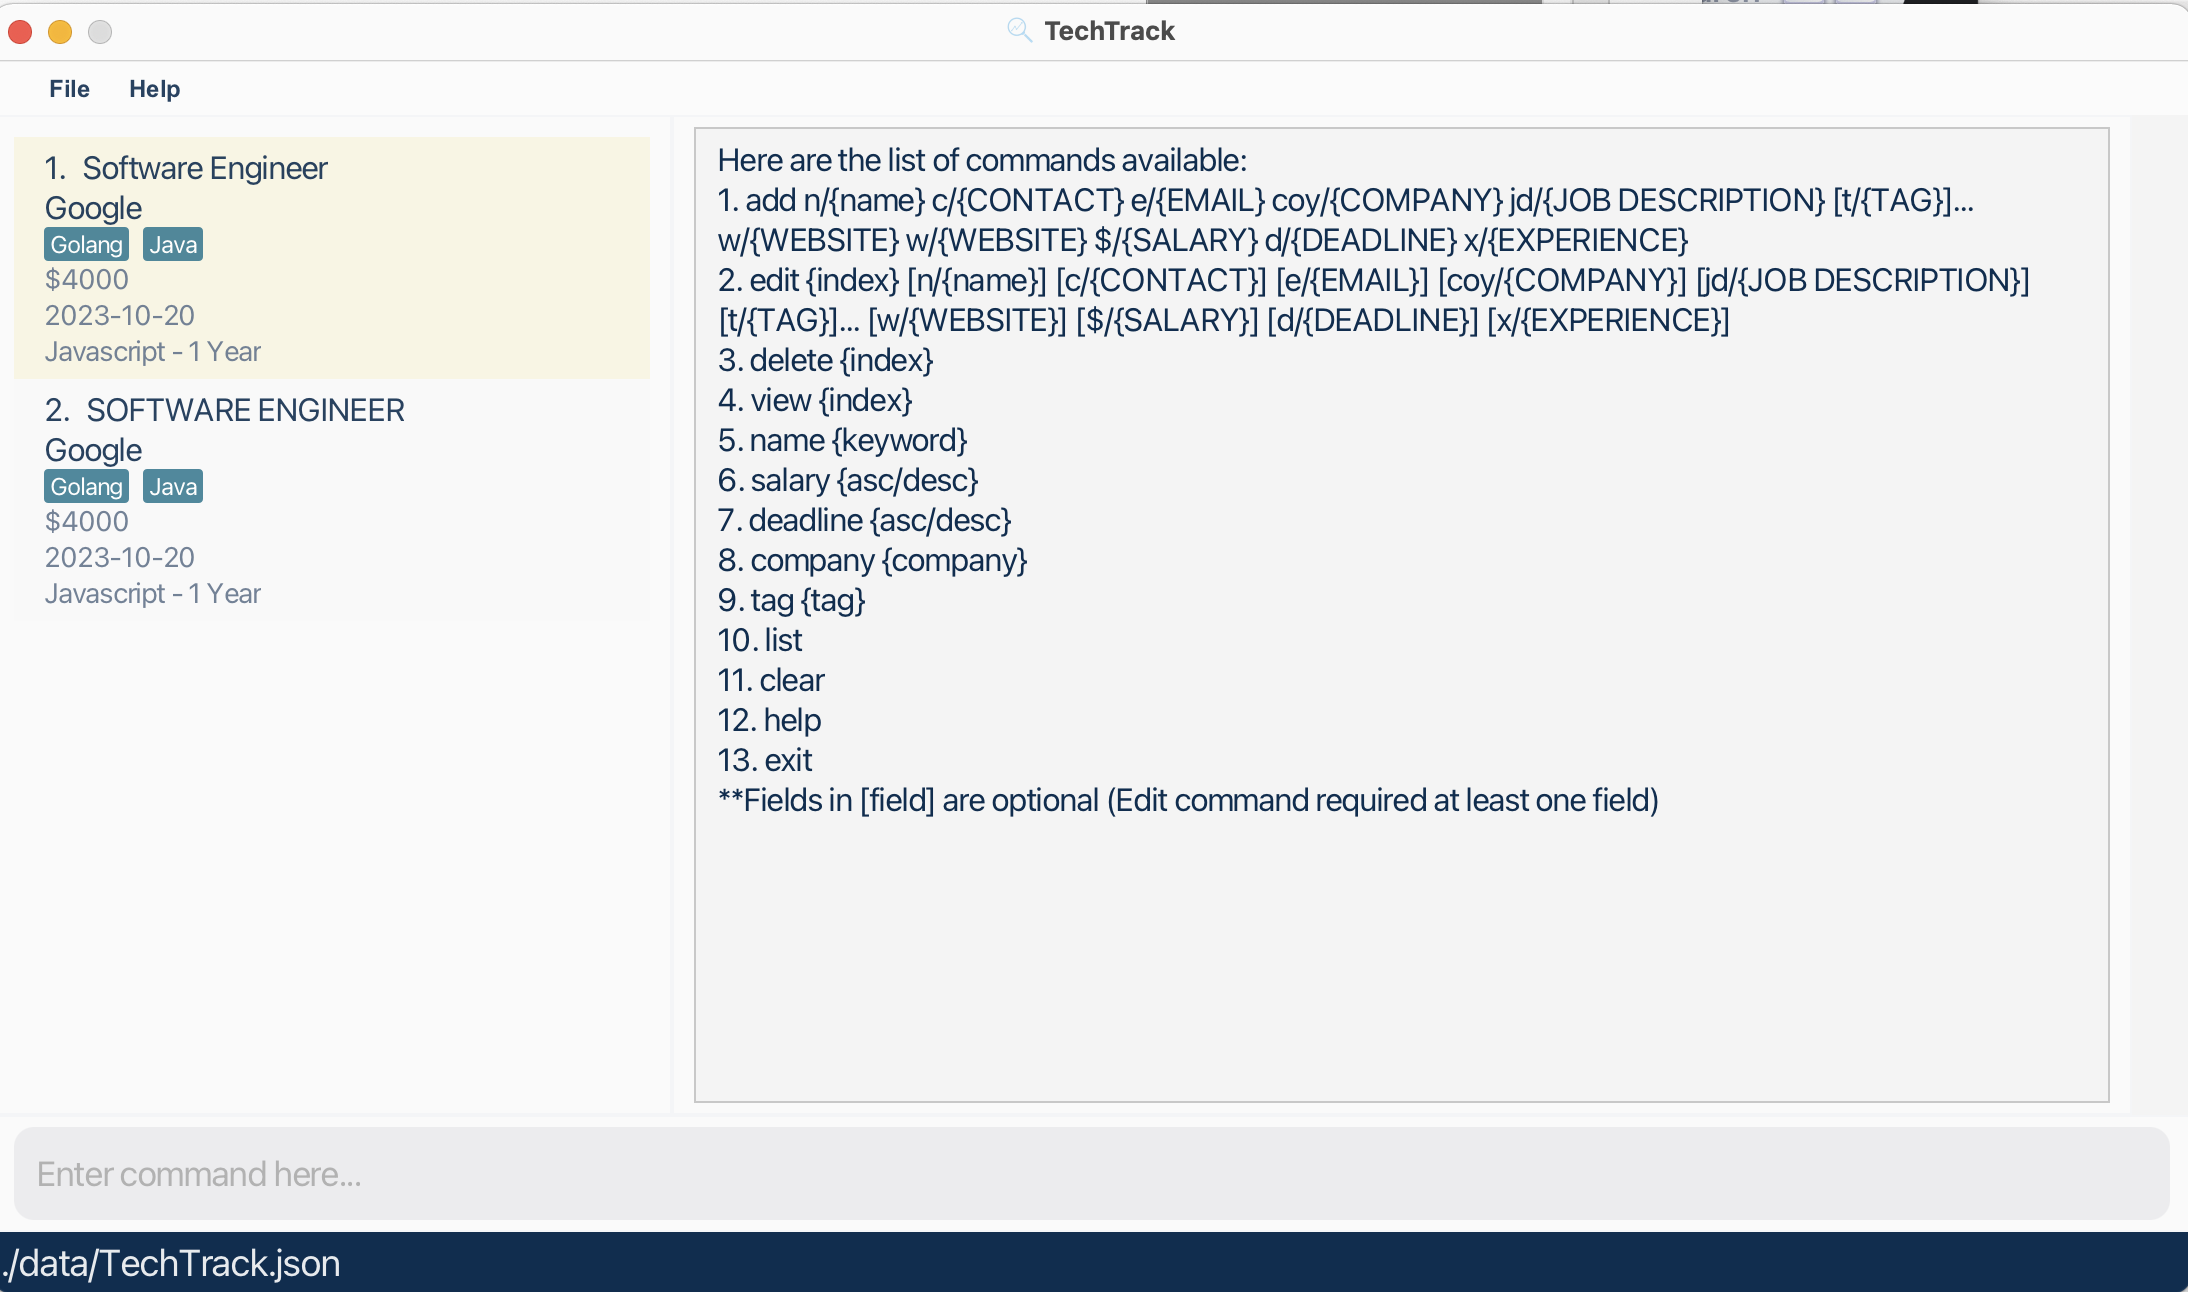 TechTrack
File Help
1. Software Engineer
Google
Golang Java
$4000
2023-10-20
Javascript - 1 Year
2. SOFTWARE ENGINEER
Google
Golang Java
$4000
2023-10-20
Javascript - 1 Year
Here are the list of commands available:
1. add n/{name} c/{CONTACT} e/{EMAIL} coy/{COMPANY} jd/{JOB DESCRIPTION} [t/{TAG}]...
w/{WEBSITE} w/{WEBSITE} $/{SALARY} d/{DEADLINE} x/{EXPERIENCE}
2. edit {index} [n/{name}] [c/{CONTACT}] [e/{EMAIL}] [coy/{COMPANY}] [jd/{JOB DESCRIPTION}]
[t/{TAG}]... [w/{WEBSITE}] [$/{SALARY}] [d/{DEADLINE}] [x/{EXPERIENCE}]
3. delete {index}
4. view {index}
5. name {keyword}
6. salary {asc/desc}
7. deadline {asc/desc}
8. company {company}
9. tag {tag}
10. list
11. clear
12. help
13. exit
**Fields in [field] are optional (Edit command required at least one field)
Enter command here...
./data/TechTrack.json